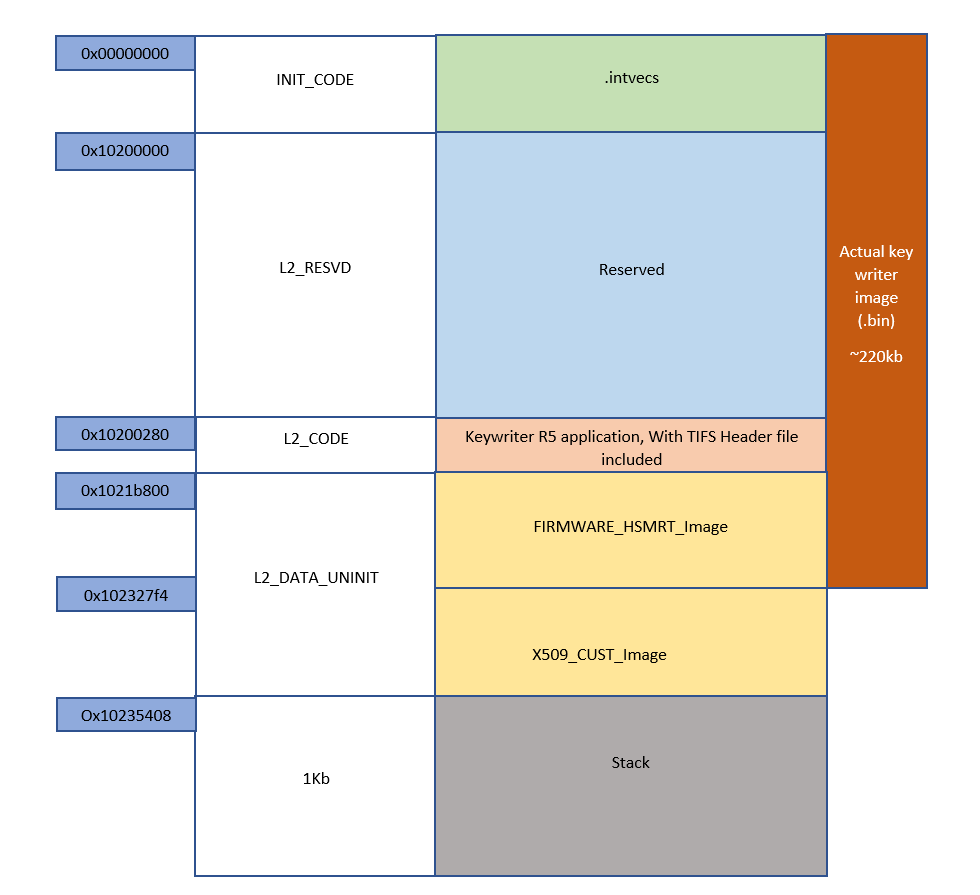 0x00000000
INIT_CODE
.intvecs
0x10200000
L2_RESVD
Reserved
Actual key
writer
image
(.bin)
~220kb
0x10200280
L2_CODE
Keywriter R5 application, With TIFS Header file
included
0x1021b800
FIRMWARE_HSMRT_Image
L2_DATA_UNINIT
0x102327f4
X509_CUST_Image
Ox10235408
1Kb
Stack